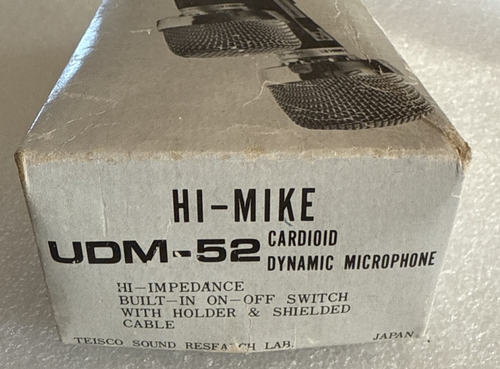 HI-MIKE
UDM-52 CARDIOID
DYNAMIC MICROPHONE
HI-IMPEDANCE
BUILT-IN ON-OFF SWITCH
WITH HOLDER & SHIELDED
CABLE
TEISCO SOUND RESEARCH LAB. JAPAN